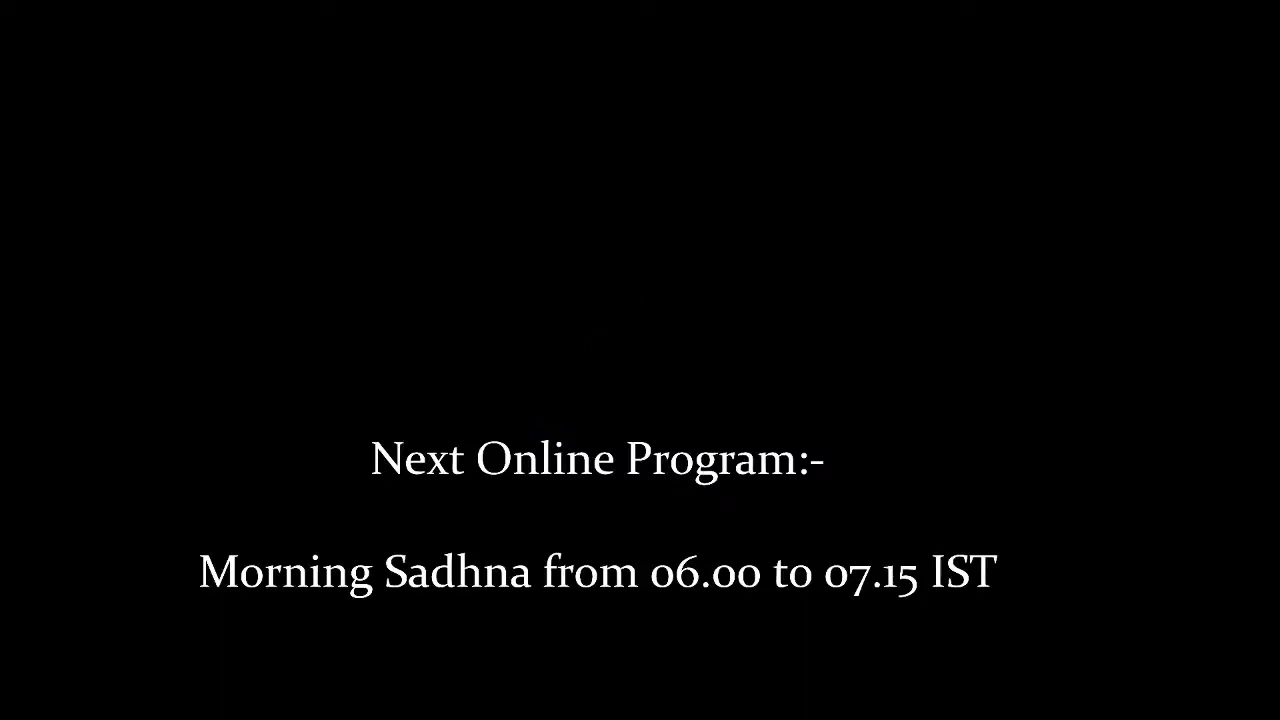 Next Online Program:-
Morning Sadhna from 06.00 to 07.15 IST